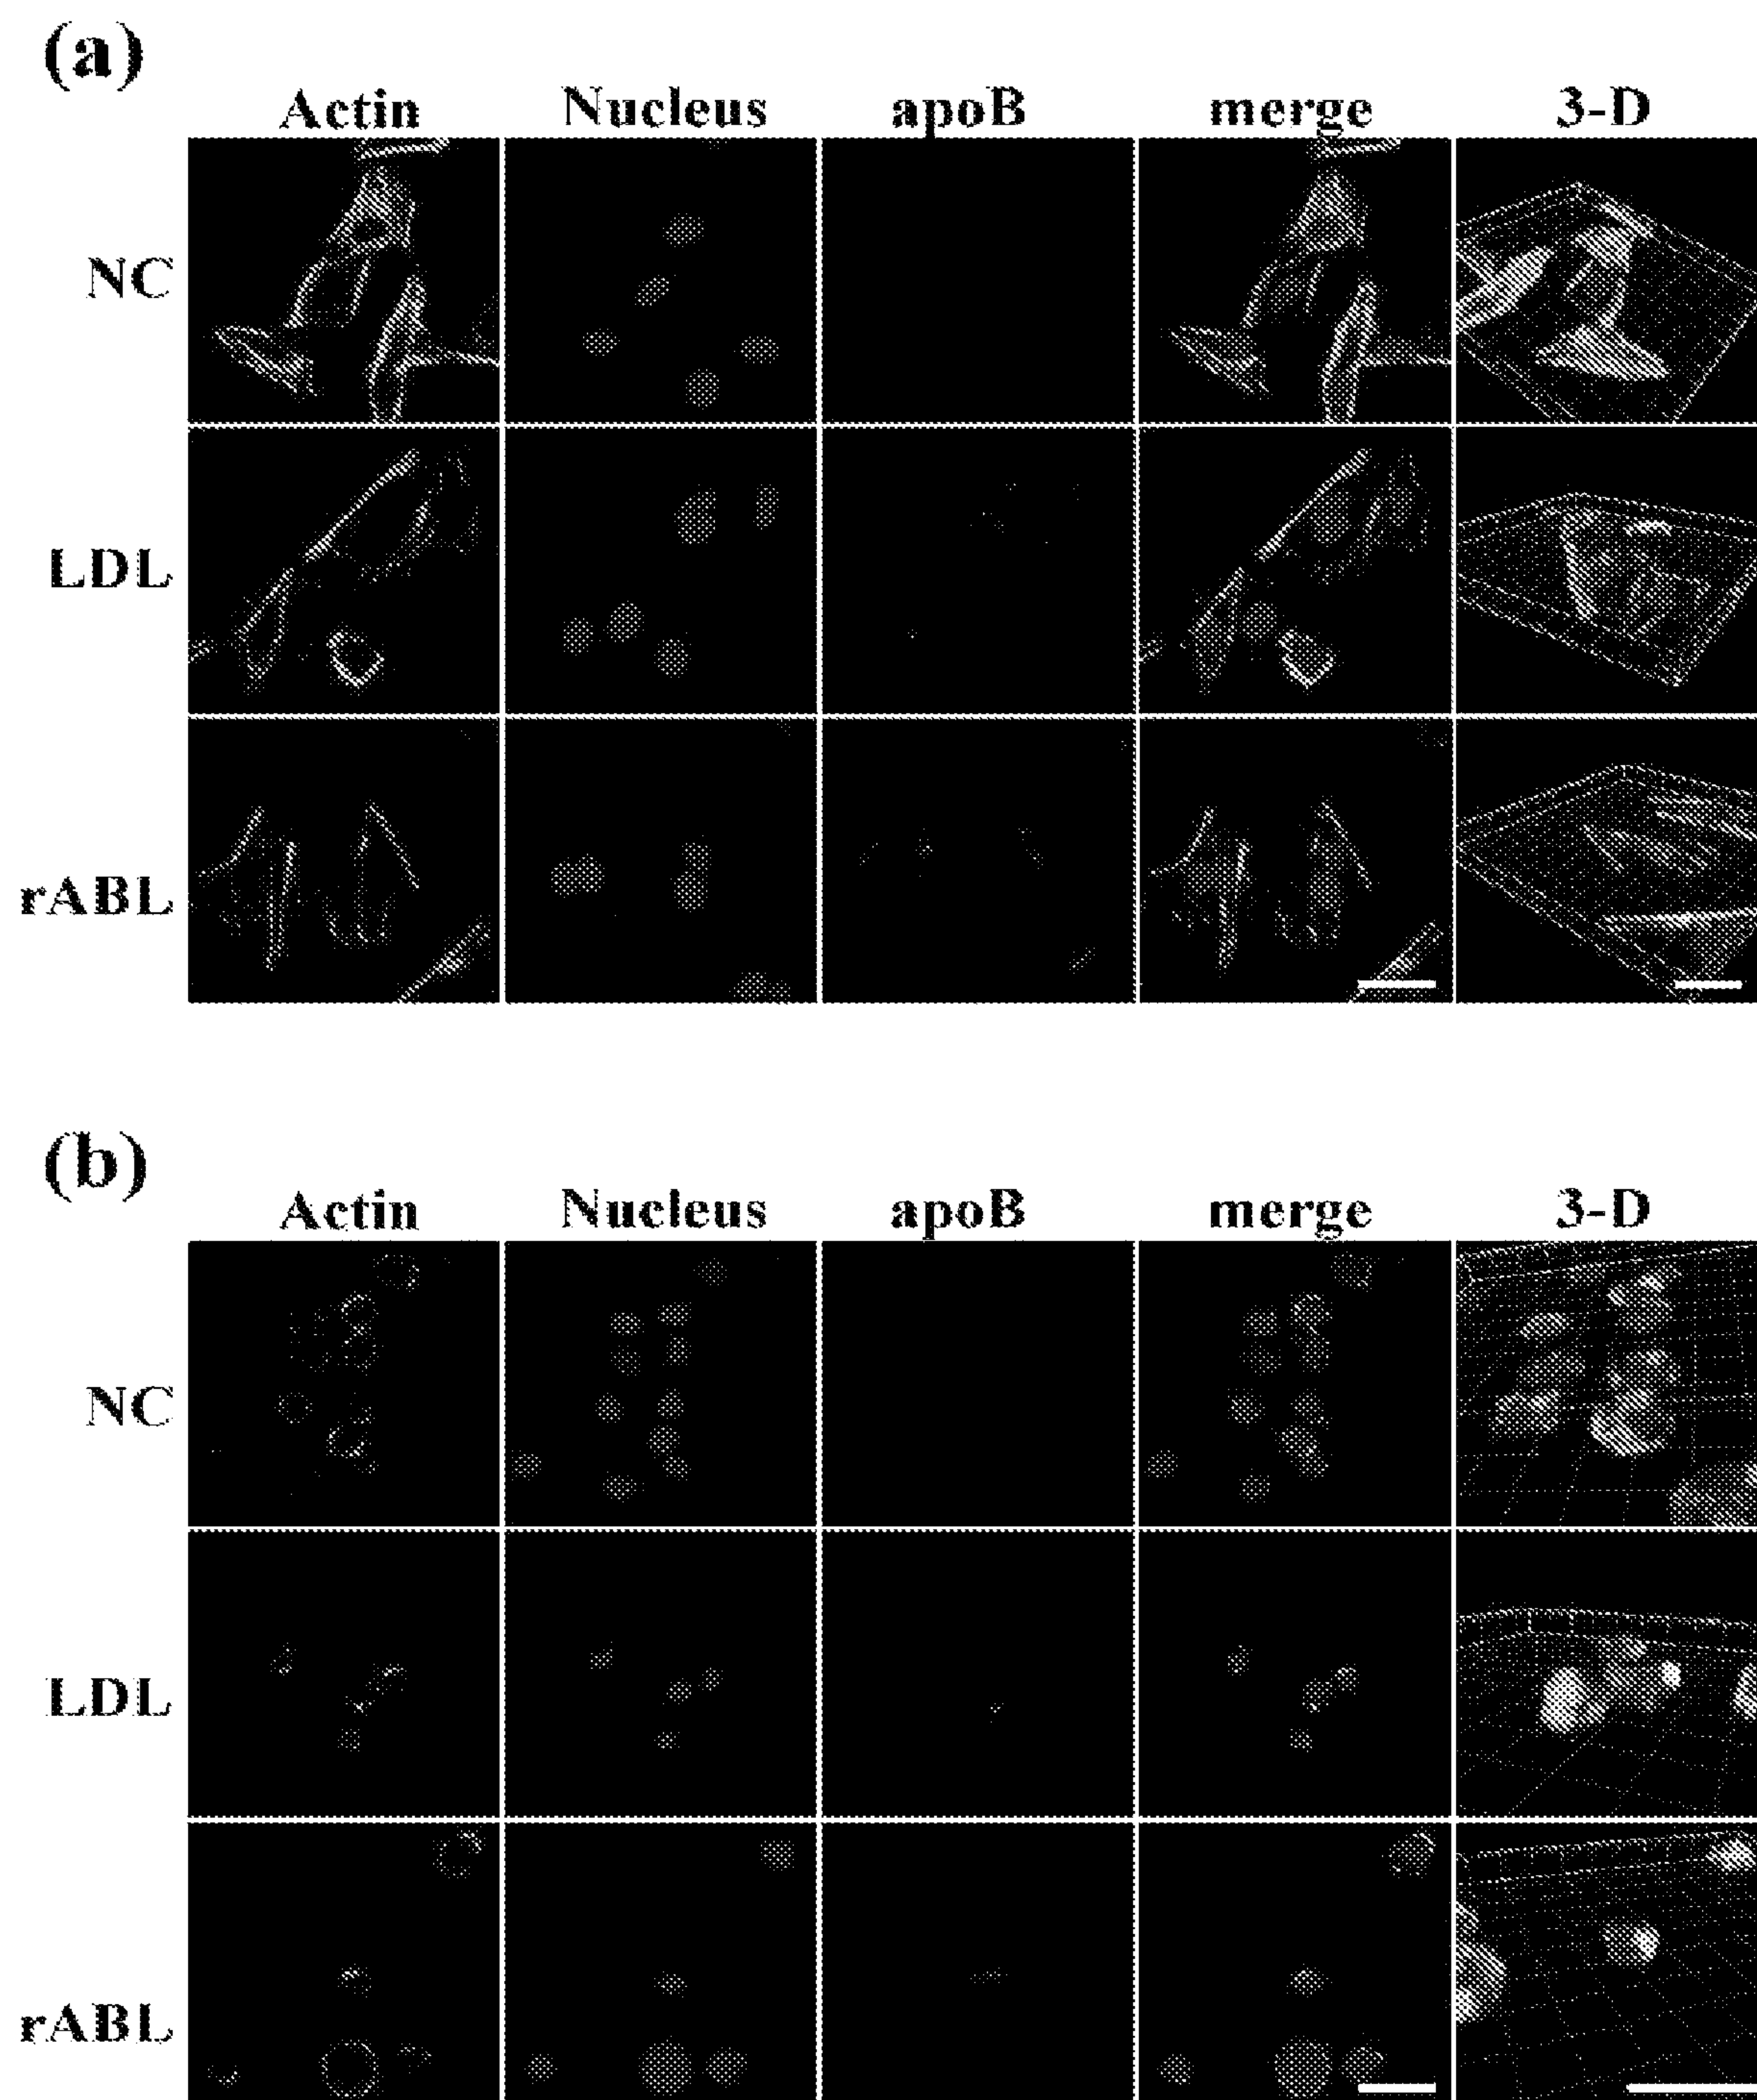 (a)
Actin Nucleus apoB merge 3-D
NC
LDL
rABL
(b)
Actin Nucleus apoB merge 3-D
NC
LDL
rABL